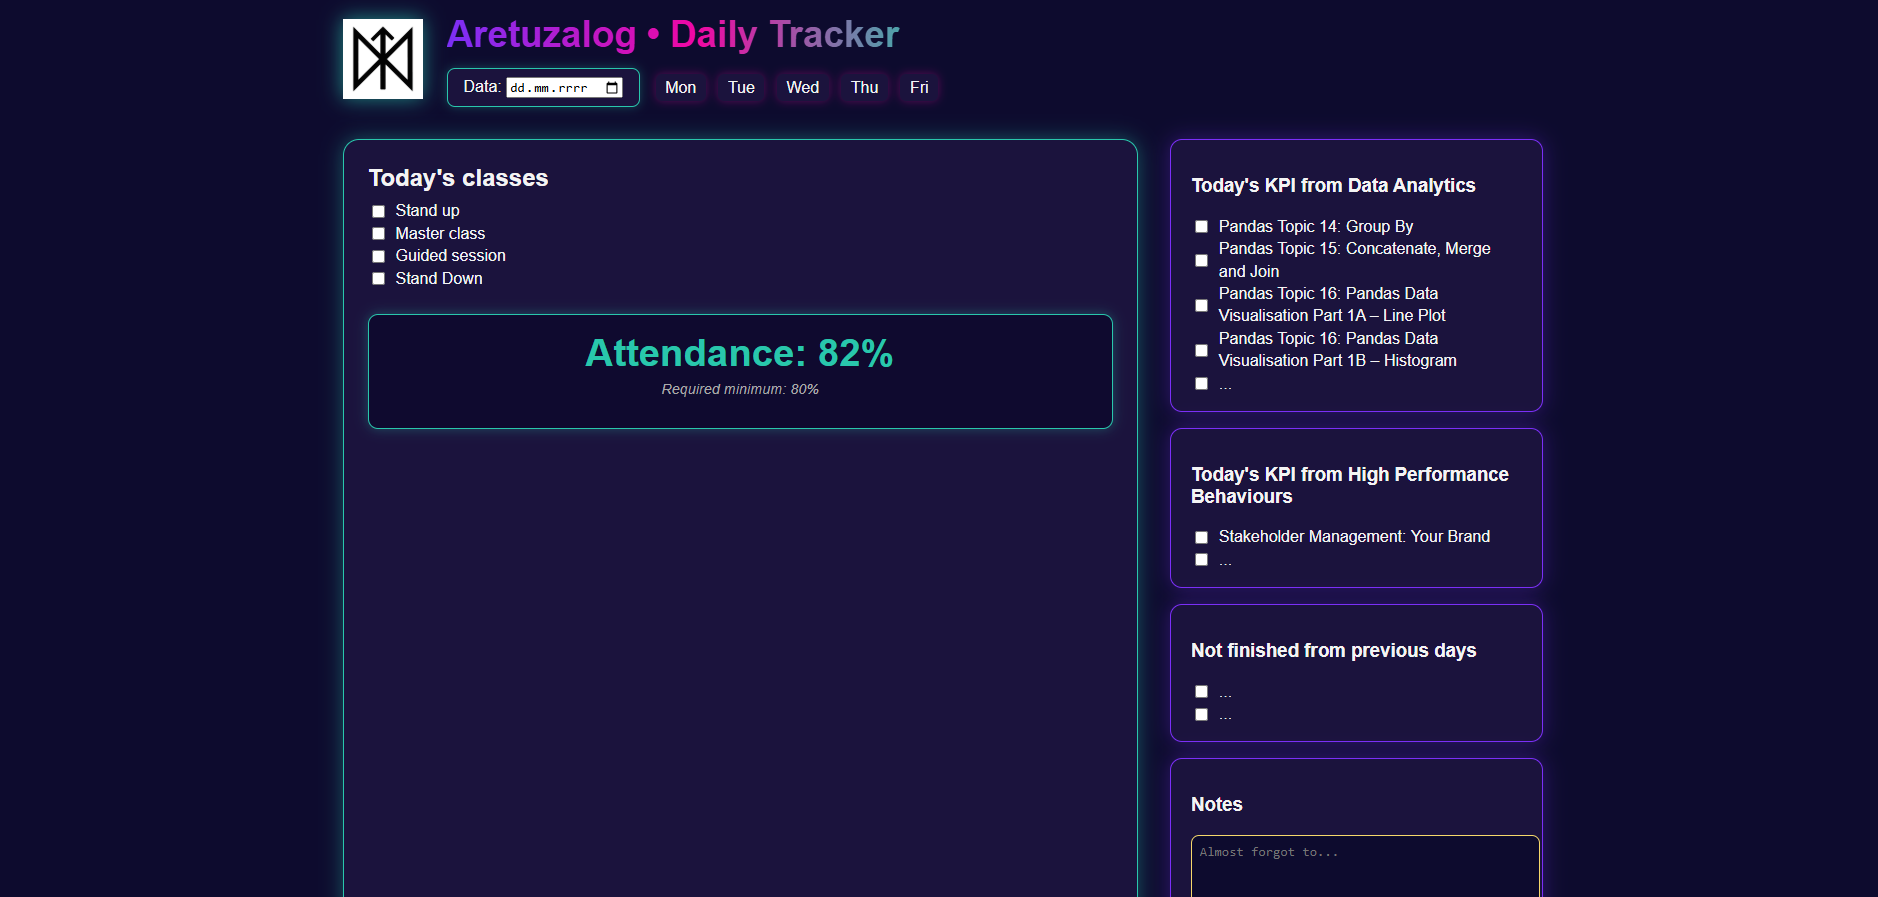 Aretuzalog • Daily Tracker
Data: dd.mm.rrrr
Mon Tue Wed Thu Fri
Today's classes
Stand up
Master class
Guided session
Stand Down
Attendance: 82%
Required minimum: 80%
Today's KPI from Data Analytics
Pandas Topic 14: Group By
Pandas Topic 15: Concatenate, Merge
and Join
Pandas Topic 16: Pandas Data
Visualisation Part 1A – Line Plot
Pandas Topic 16: Pandas Data
Visualisation Part 1B – Histogram
...
Today's KPI from High Performance
Behaviours
Stakeholder Management: Your Brand
...
Not finished from previous days
...
...
Notes
Almost forgot to...